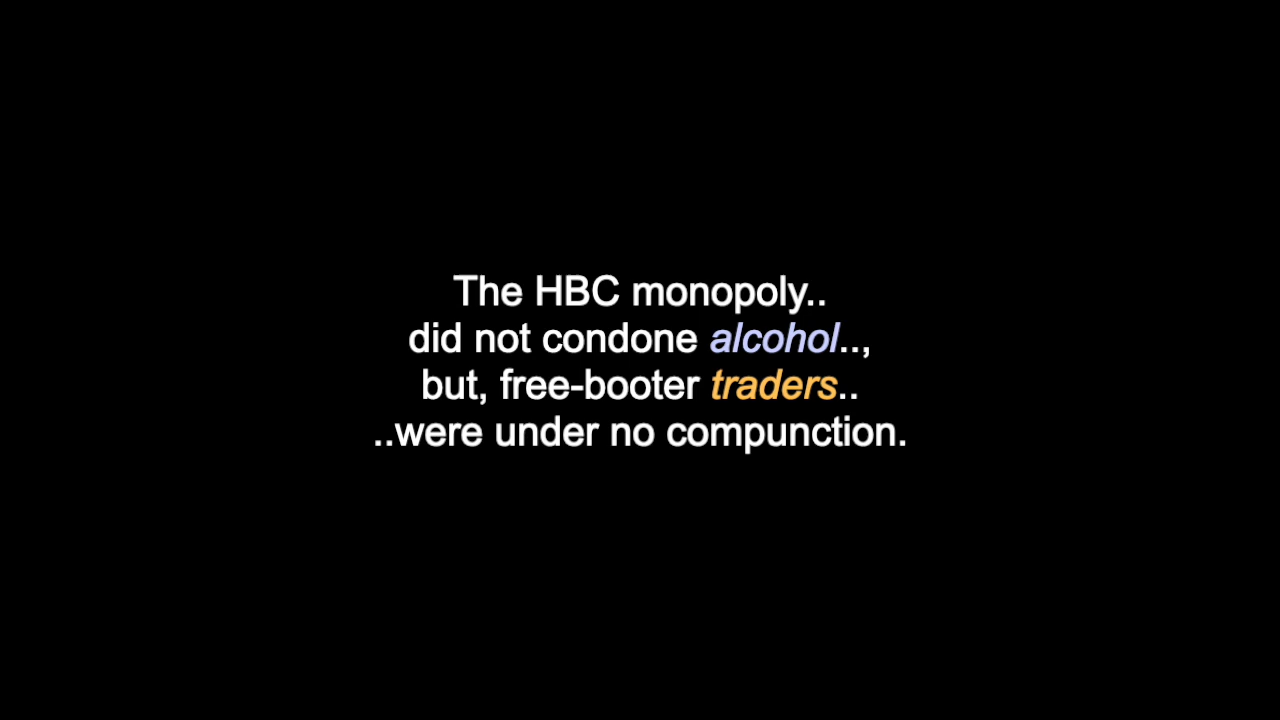 The HBC monopoly..
did not condone alcohol..,
but, free-booter traders..
..were under no compunction.